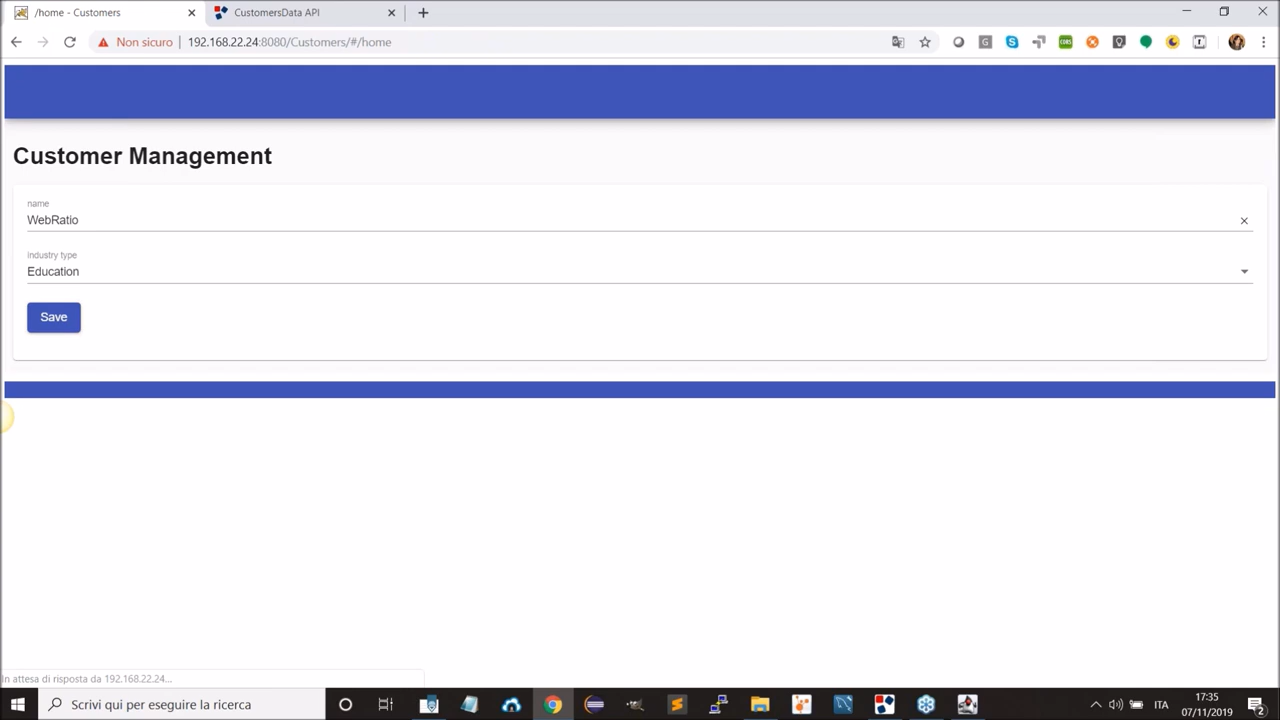 /home - Customers
CustomersData API
Non sicuro
192.168.22.24:8080/Customers/#/home
Customer Management
name
WebRatio
industry type
Education
Save
In attesa di risposta da 192.168.22.24...
Scrivi qui per eseguire la ricerca
ITA
17:35
07/11/2019
2